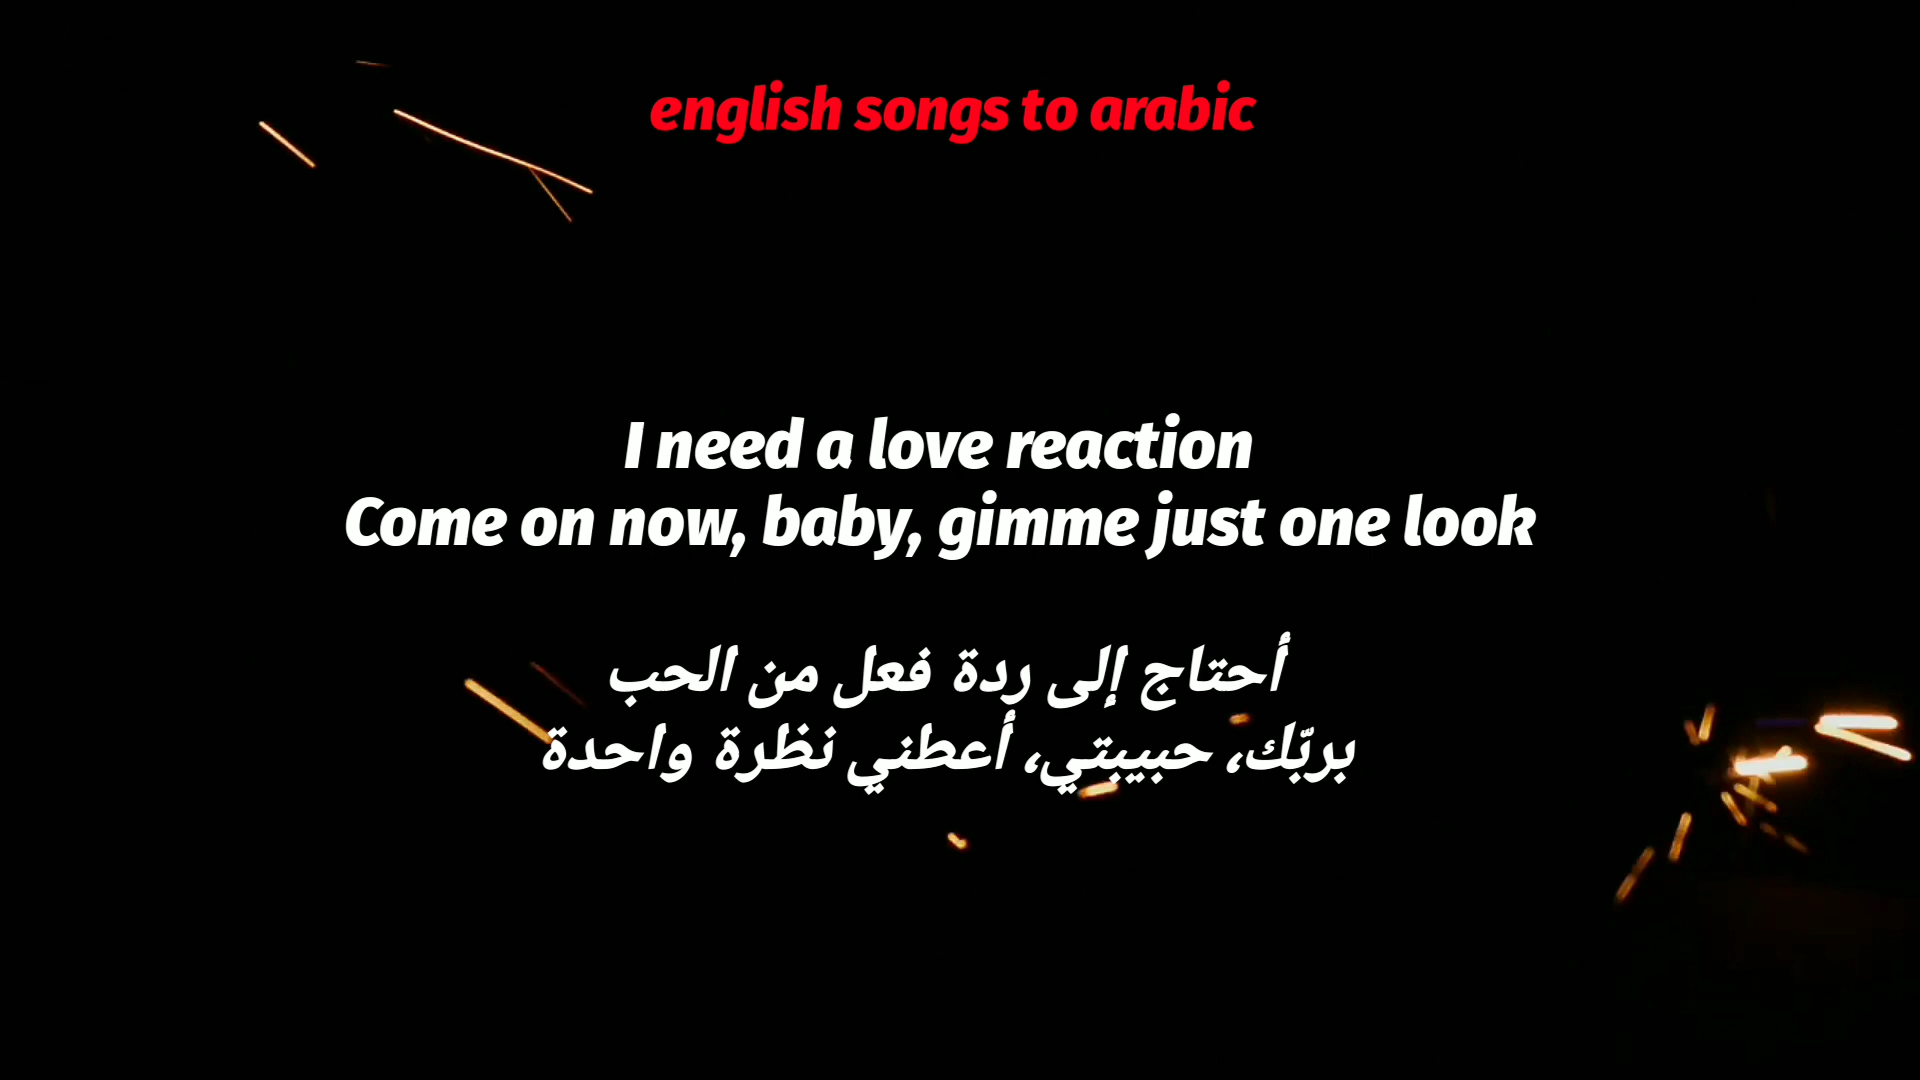 english songs to arabic
I need a love reaction
Come on now, baby, gimme just one look
أحتاج إلى ردة فعل من الحب
بربّك، حبيبتي، أعطني نظرة واحدة